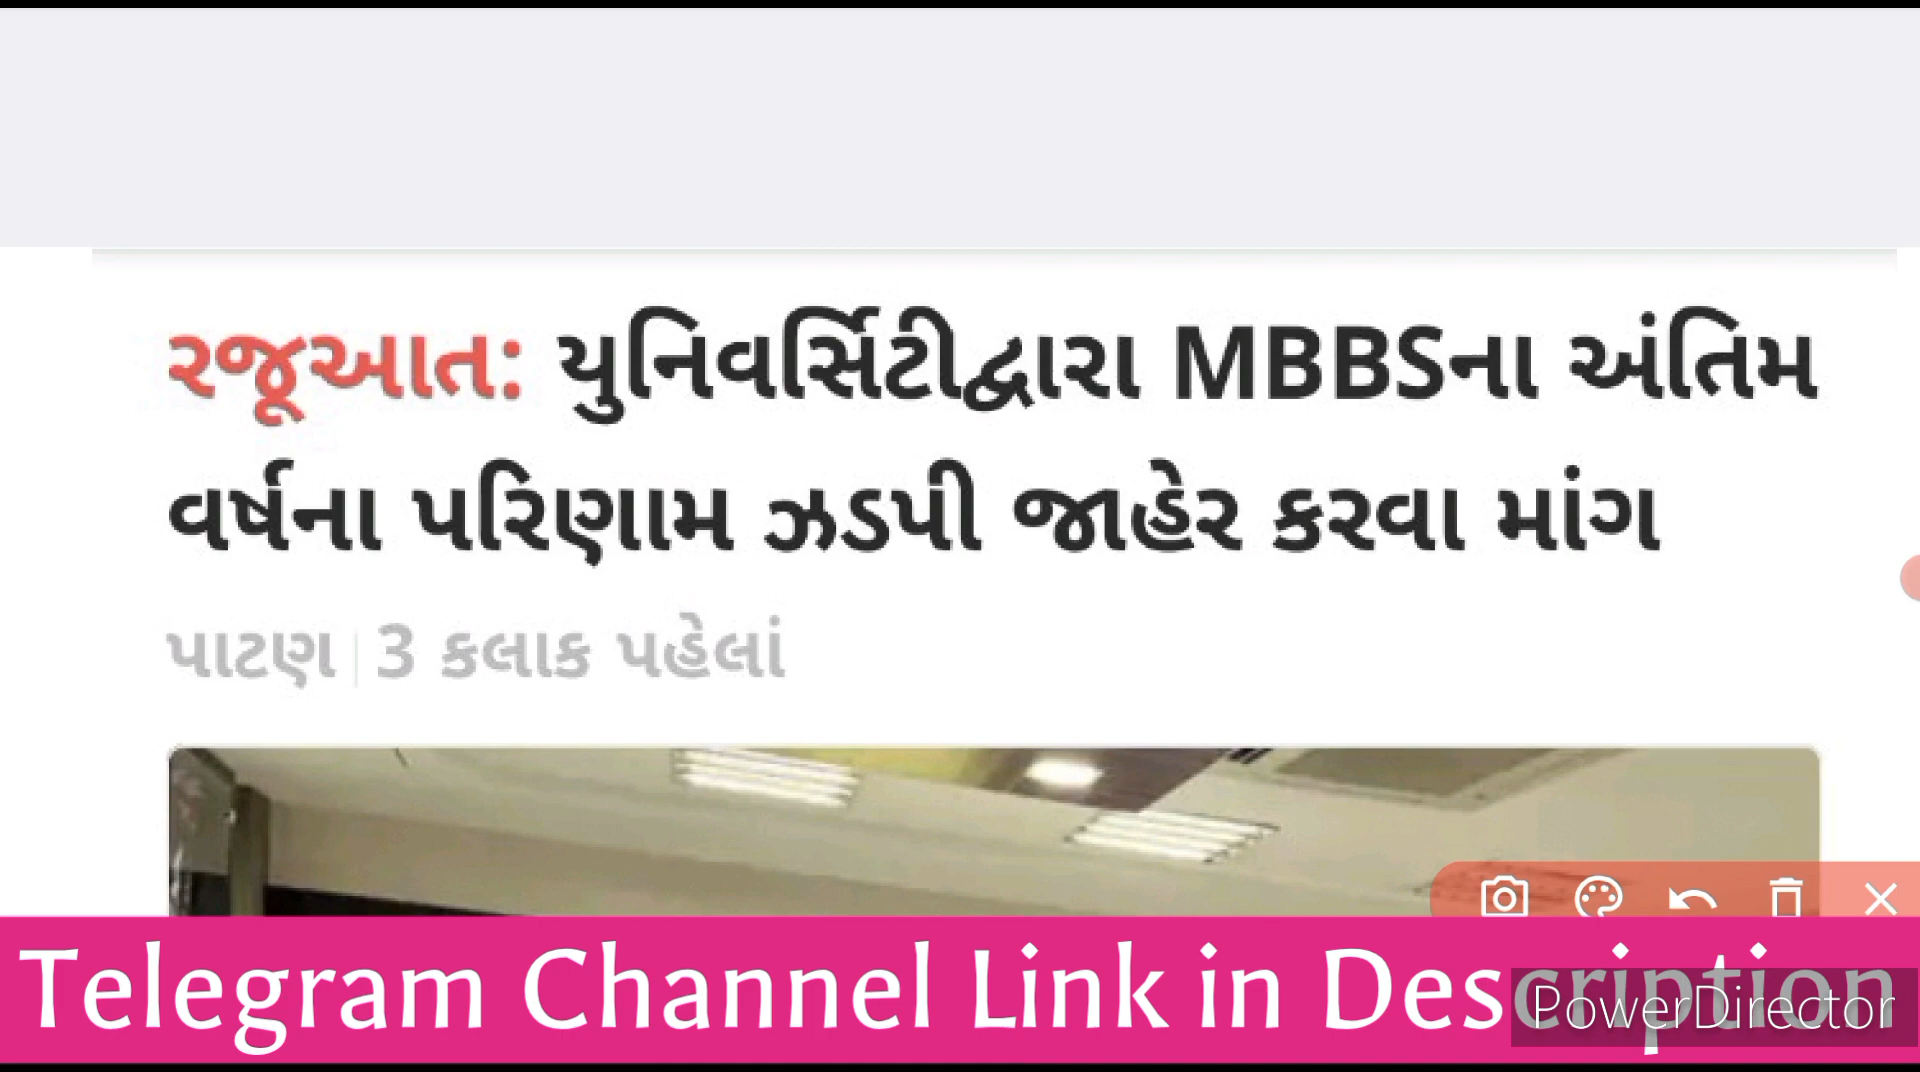 રજૂઆત: યુનિવર્સિટીદ્વારા MBBSના અંતિમ
વર્ષના પરિણામ ઝડપી જાહેર કરવા માંગ
પાટણ | 3 કલાક પહેલાં
Telegram Channel Link in Description
PowerDirector